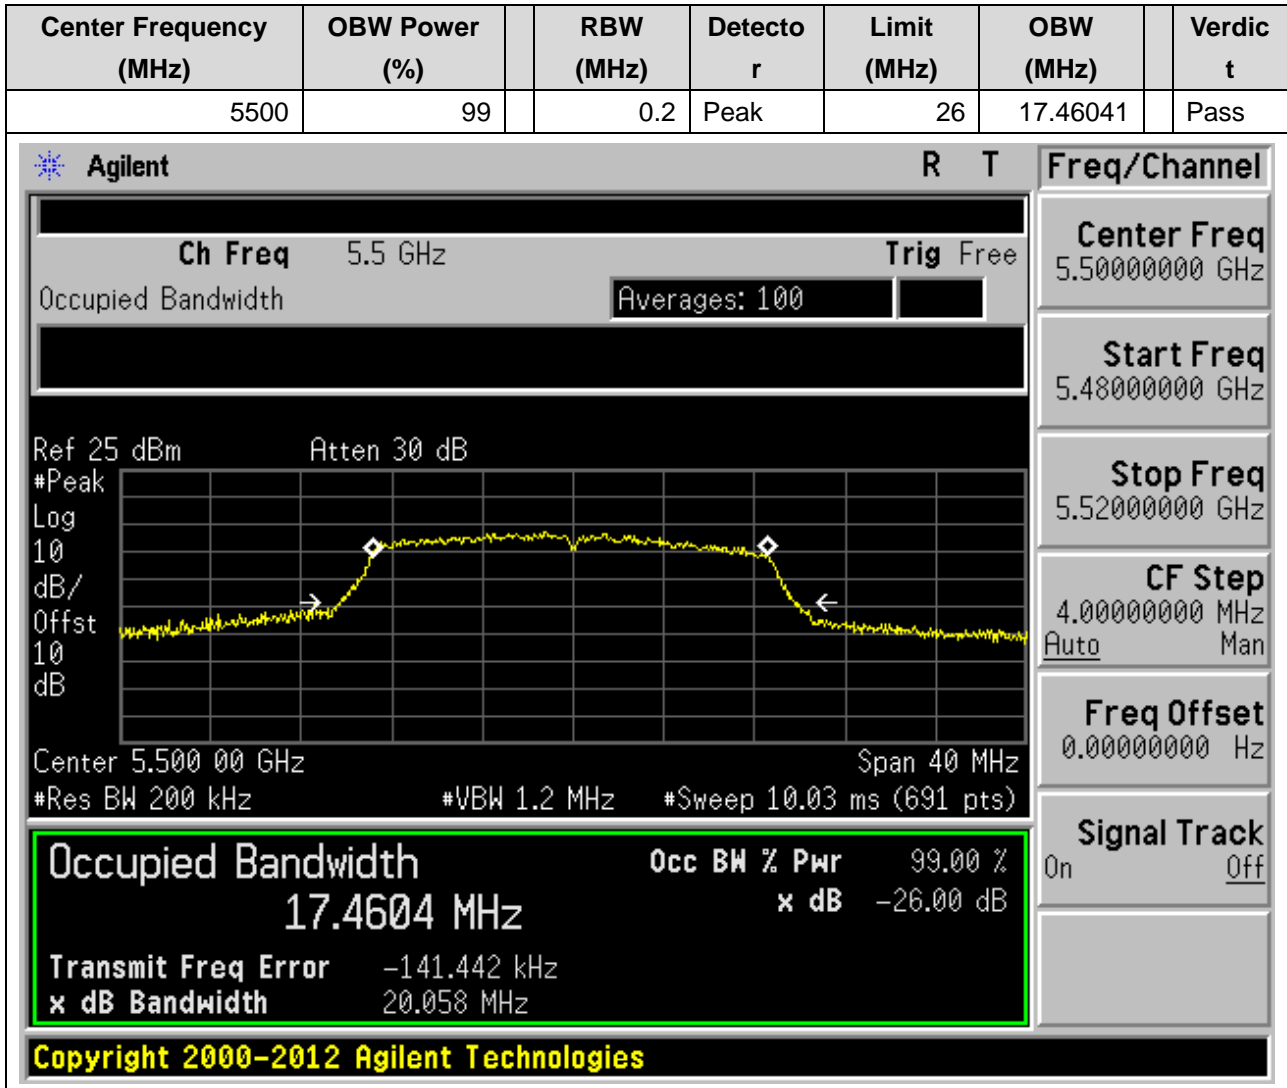 Center Frequency OBW Power RBW Detecto Limit OBW Verdic
(MHz) (%) (MHz) r (MHz) (MHz) t
5500 99 0.2 Peak 26 17.46041 Pass
Agilent R T Freq/Channel
Ch Freq 5.5 GHz Trig Free
Occupied Bandwidth Averages: 100
Center Freq
5.50000000 GHz
Start Freq
5.48000000 GHz
Stop Freq
5.52000000 GHz
CF Step
4.00000000 MHz
Auto Man
Freq Offset
0.00000000 Hz
Signal Track
On Off
Ref 25 dBm Atten 30 dB
#Peak
Log
10
dB/
Offst
10
dB
Center 5.500 00 GHz Span 40 MHz
#Res BW 200 kHz #VBW 1.2 MHz #Sweep 10.03 ms (691 pts)
Occupied Bandwidth Occ BW % Pwr 99.00 %
17.4604 MHz x dB -26.00 dB
Transmit Freq Error -141.442 kHz
x dB Bandwidth 20.058 MHz
Copyright 2000-2012 Agilent Technologies